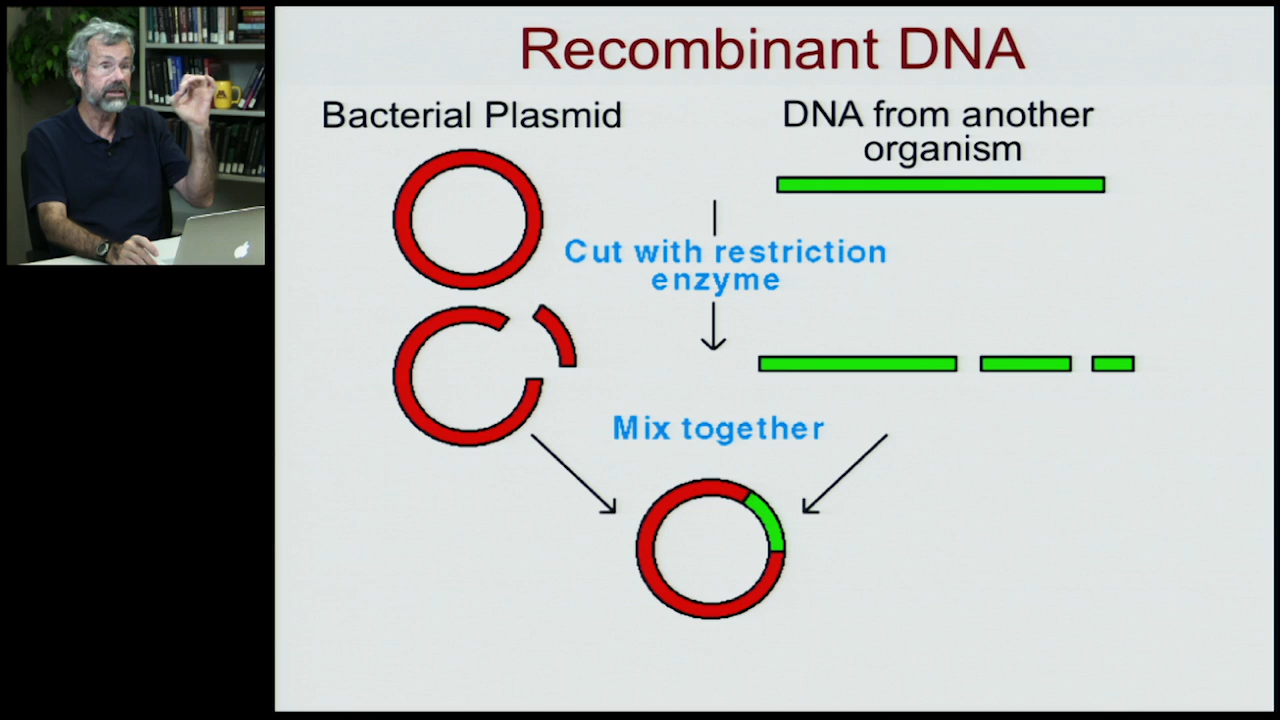 Recombinant DNA
Bacterial Plasmid
DNA from another
organism
Cut with restriction
enzyme
Mix together